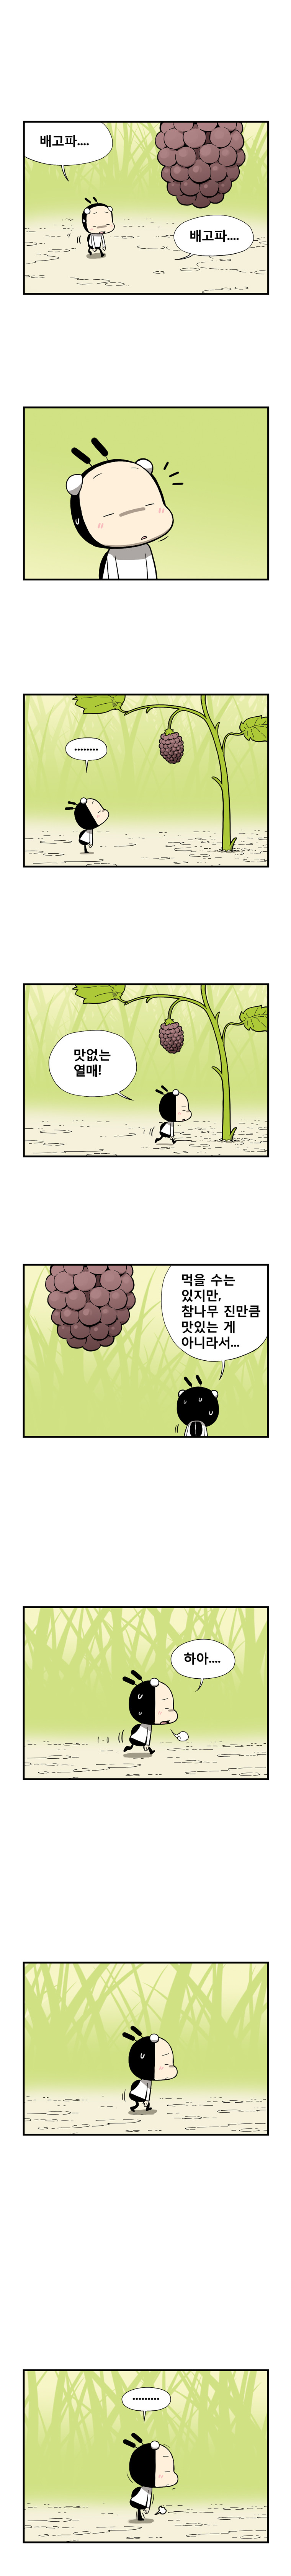 배고파....
배고파....
........
맛없는
열매!
먹을 수는
있지만,
참나무 진만큼
맛있는 게
아니라서...
하아....
.........